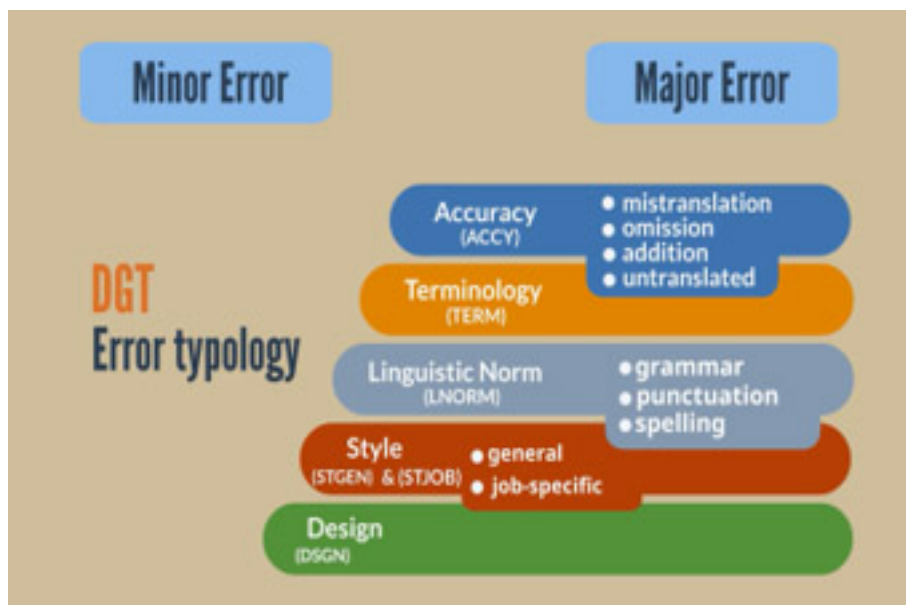 Minor Error
Major Error
DGT
Error typology
Accuracy
(ACCY)
• mistranslation
• omission
• addition
• untranslated
Terminology
(TERM)
Linguistic Norm
(LNORM)
• grammar
• punctuation
• spelling
Style
(STGEN) & (STJOB)
• general
• job-specific
Design
(DSGN)